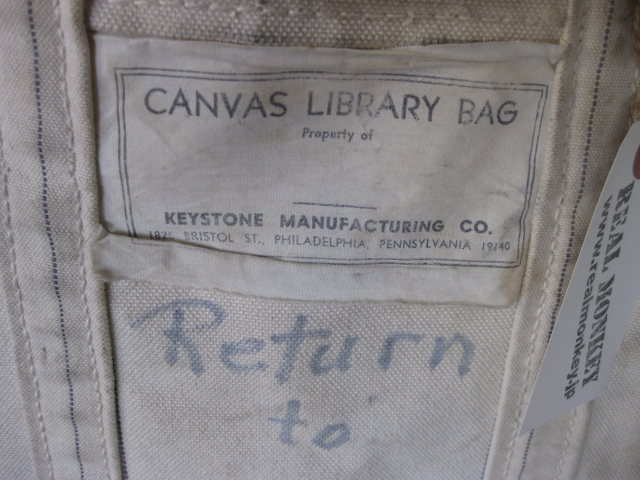 CANVAS LIBRARY BAG
Property of
KEYSTONE MANUFACTURING CO.
1825 BRISTOL ST., PHILADELPHIA, PENNSYLVANIA 19140
Return
to
REAL MONKEY
www.realmonkey.jp